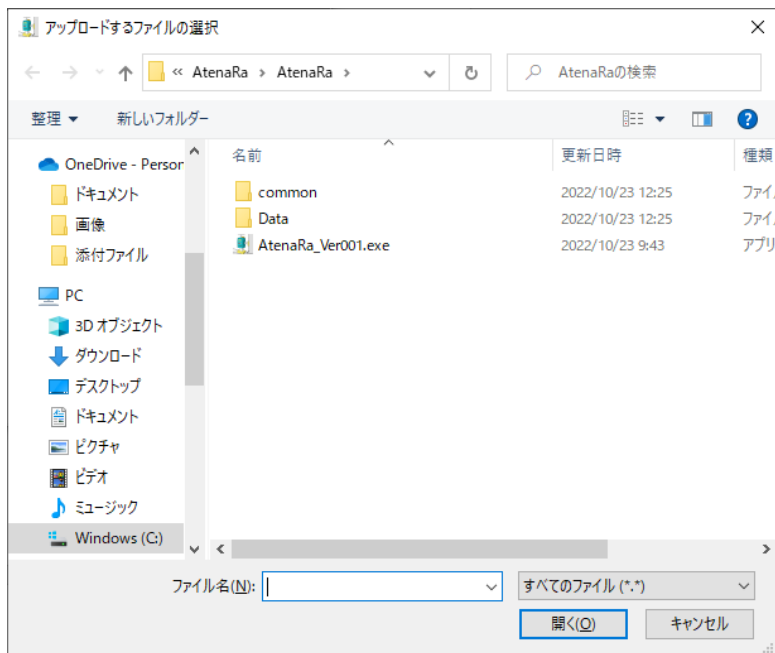 アップロードするファイルの選択
« AtenaRa > AtenaRa >
AtenaRaの検索
整理
新しいフォルダー
OneDrive - Person
ドキュメント
画像
添付ファイル
PC
3D オブジェクト
ダウンロード
デスクトップ
ドキュメント
ピクチャ
ビデオ
ミュージック
Windows (C:)
名前 更新日時 種類
common 2022/10/23 12:25 ファイ
Data 2022/10/23 12:25 ファイ
AtenaRa_Ver001.exe 2022/10/23 9:43 アプリ
ファイル名(N):
すべてのファイル (*.*)
開く(O)
キャンセル